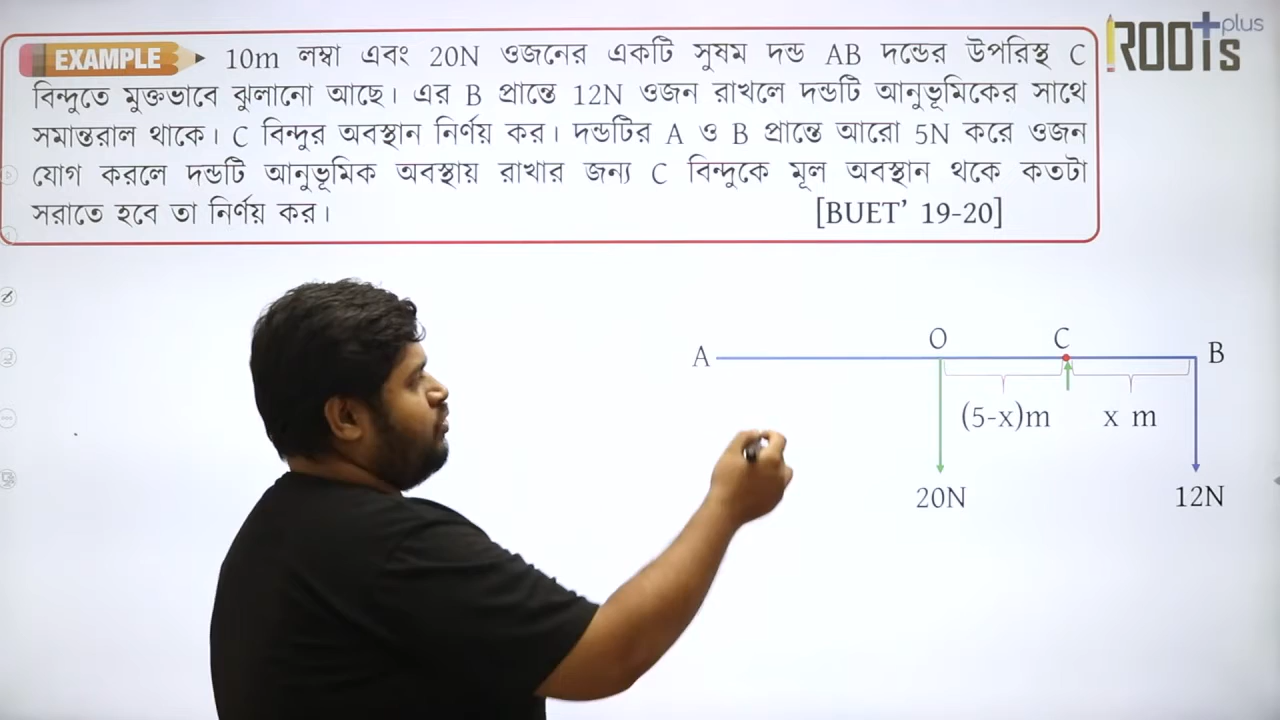 ROOTs plus
EXAMPLE 10m লম্বা এবং 20N ওজনের একটি সুষম দন্ড AB দন্ডের উপরিস্থ C
বিন্দুতে মুক্তভাবে ঝুলানো আছে। এর B প্রান্তে 12N ওজন রাখলে দন্ডটি আনুভূমিকের সাথে
সমান্তরাল থাকে। C বিন্দুর অবস্থান নির্ণয় কর। দন্ডটির A ও B প্রান্তে আরো 5N করে ওজন
যোগ করলে দন্ডটি আনুভূমিক অবস্থায় রাখার জন্য C বিন্দুকে মূল অবস্থান থকে কতটা
সরাতে হবে তা নির্ণয় কর। [BUET’ 19-20]
A O C B
(5-x)m x m
20N 12N